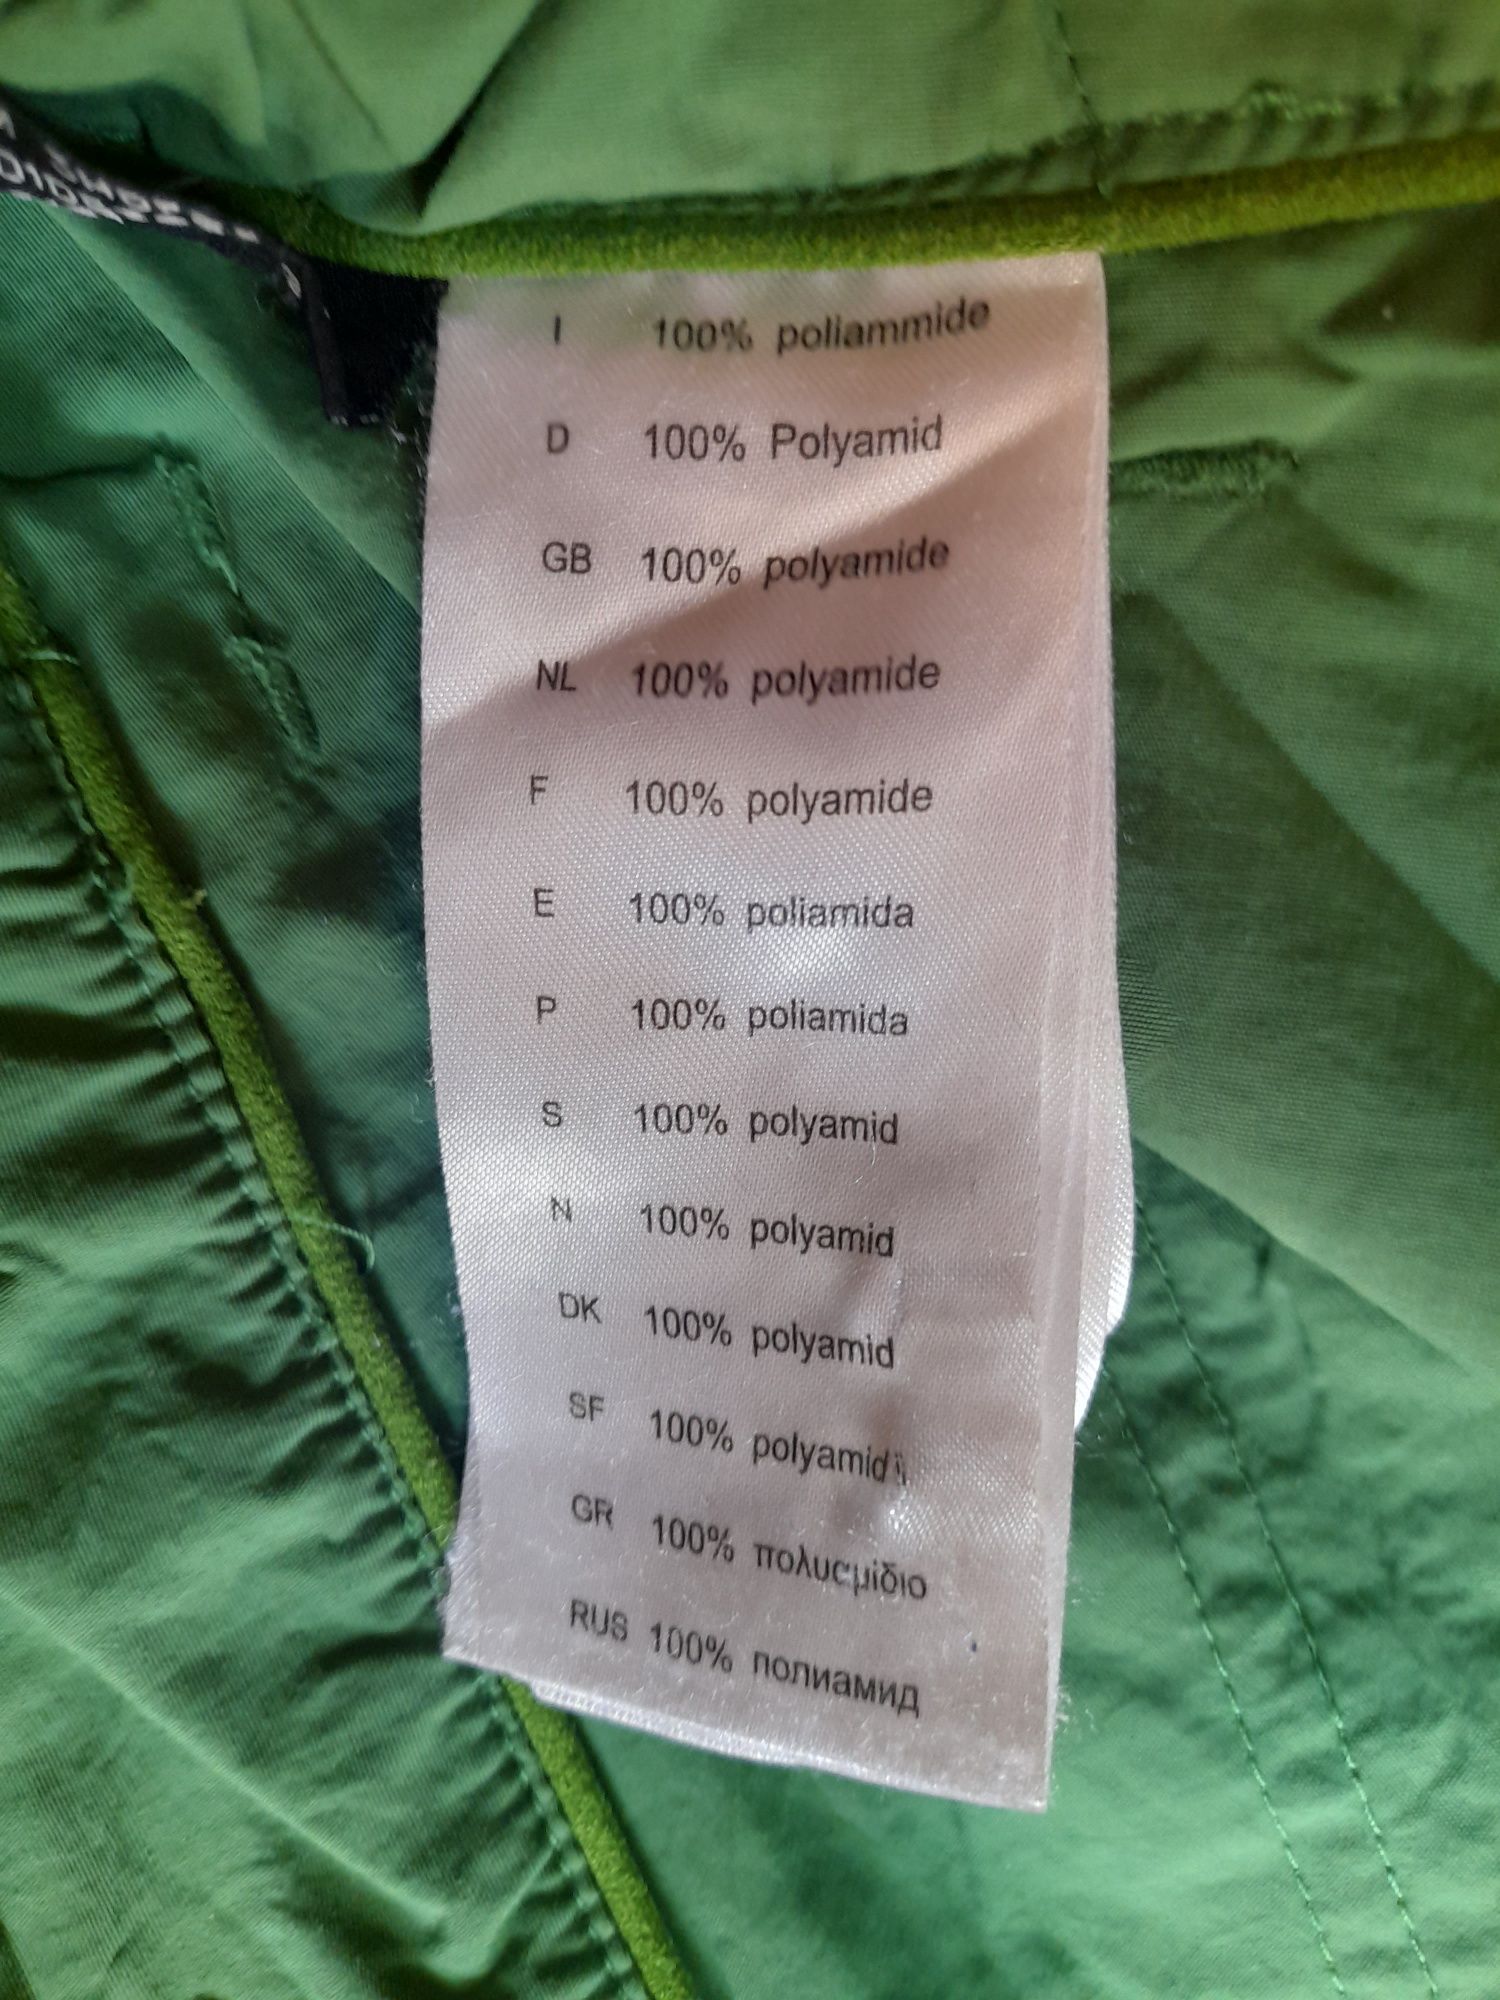 I 100% poliammide
D 100% Polyamid
GB 100% polyamide
NL 100% polyamide
F 100% polyamide
E 100% poliamida
P 100% poliamida
S 100% polyamid
N 100% polyamid
DK 100% polyamid
SF 100% polyamidi
GR 100% πολυαμίδιο
RUS 100% полиамид